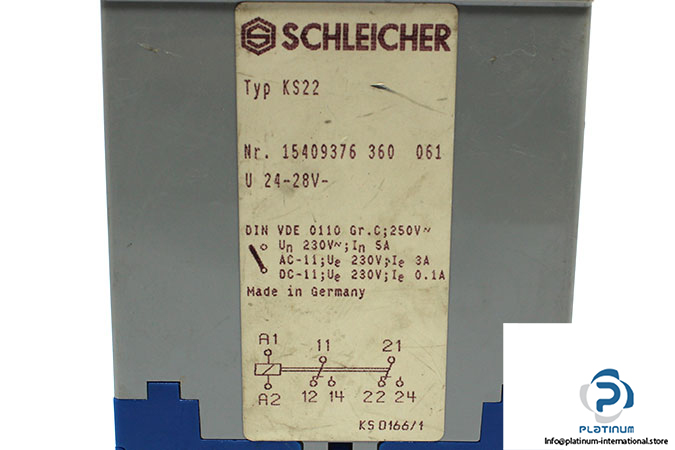 SCHLEICHER
Typ KS22
Nr. 15409376 360 061
U 24-28V-
DIN VDE 0110 Gr.C;250V~
Un 230V~;In 5A
AC-11;Ue 230V;Ie 3A
DC-11;Ue 230V;Ie 0.1A
Made in Germany
A1 11 21
A2 12 14 22 24
KS 0166/1
PLATINUM
info@platinum-international.store